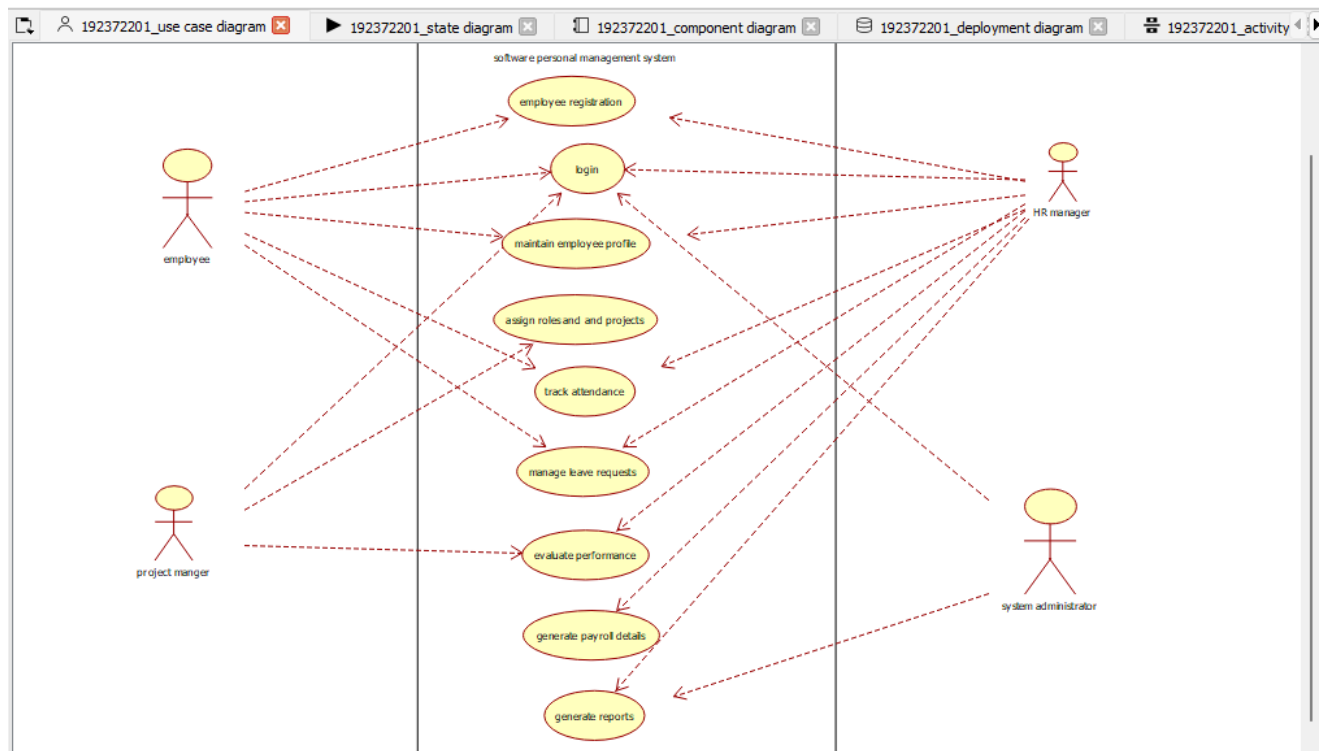 192372201_use case diagram
192372201_state diagram
192372201_component diagram
192372201_deployment diagram
192372201_activity
software personal management system
employee registration
login
HR manager
maintain employee profile
employee
assign roles and and projects
track attendance
manage leave requests
evaluate performance
project manger
system administrator
generate payroll details
generate reports